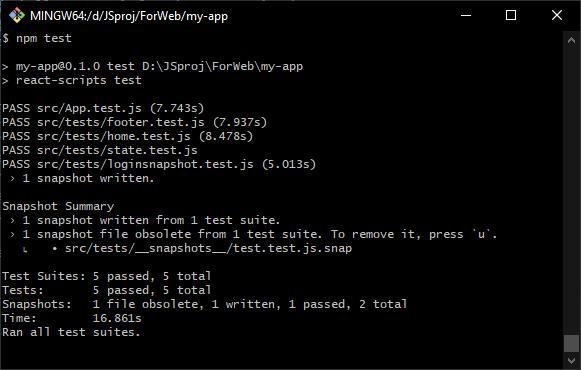 MINGW64:/d/JSproj/ForWeb/my-app
$ npm test
> my-app@0.1.0 test D:\JSproj\ForWeb\my-app
> react-scripts test
PASS src/App.test.js (7.743s)
PASS src/tests/footer.test.js (7.937s)
PASS src/tests/home.test.js (8.478s)
PASS src/tests/state.test.js
PASS src/tests/loginsnapshot.test.js (5.013s)
› 1 snapshot written.
Snapshot Summary
› 1 snapshot written from 1 test suite.
› 1 snapshot file obsolete from 1 test suite. To remove it, press `u`.
↳ • src/tests/__snapshots__/test.test.js.snap
Test Suites: 5 passed, 5 total
Tests: 5 passed, 5 total
Snapshots: 1 file obsolete, 1 written, 1 passed, 2 total
Time: 16.861s
Ran all test suites.